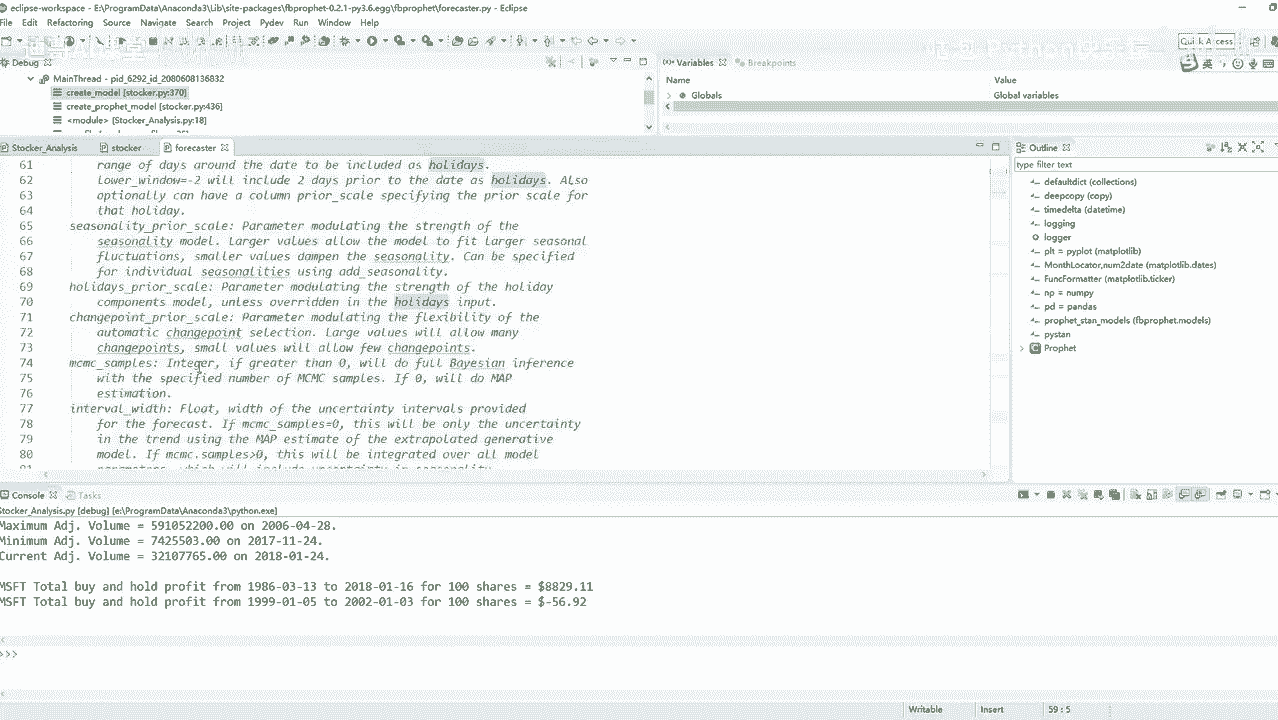 eclipse-workspace - E:\ProgramData\Anaconda3\Lib\site-packages\fbprophet-0.2.1-py3.6.egg\fbprophet\forecaster.py - Eclipse
File Edit Refactoring Source Navigate Search Project Pydev Run Window Help
Quick Access
Debug
MainThread - pid_6292_id_2080608136832
create_model [stocker.py:370]
create_prophet_model [stocker.py:436]
<module> [Stocker_Analysis.py:18]
(x)= Variables Breakpoints
Name Value
Globals Global variables
Stocker_Analysis stocker forecaster
61 range of days around the date to be included as holidays.
62 lower_window=-2 will include 2 days prior to the date as holidays. Also
63 optionally can have a column prior_scale specifying the prior scale for
64 that holiday.
65 seasonality_prior_scale: Parameter modulating the strength of the
66 seasonality model. Larger values allow the model to fit larger seasonal
67 fluctuations, smaller values dampen the seasonality. Can be specified
68 for individual seasonalities using add_seasonality.
69 holidays_prior_scale: Parameter modulating the strength of the holiday
70 components model, unless overridden in the holidays input.
71 changepoint_prior_scale: Parameter modulating the flexibility of the
72 automatic changepoint selection. Large values will allow many
73 changepoints, small values will allow few changepoints.
74 mcmc_samples: Integer, if greater than 0, will do full Bayesian inference
75 with the specified number of MCMC samples. If 0, will do MAP
76 estimation.
77 interval_width: Float, width of the uncertainty intervals provided
78 for the forecast. If mcmc_samples=0, this will be only the uncertainty
79 in the trend using the MAP estimate of the extrapolated generative
80 model. If mcmc.samples>0, this will be integrated over all model
81 parameters, which will include uncertainty in seasonality.
Outline
type filter text
defaultdict (collections)
deepcopy (copy)
timedelta (datetime)
logging
logger
plt = pyplot (matplotlib)
MonthLocator,num2date (matplotlib.dates)
FuncFormatter (matplotlib.ticker)
np = numpy
pd = pandas
prophet_stan_models (fbprophet.models)
pystan
Prophet
Console Tasks
Stocker_Analysis.py [debug] [e:\ProgramData\Anaconda3\python.exe]
Maximum Adj. Volume = 591052200.00 on 2006-04-28.
Minimum Adj. Volume = 7425503.00 on 2017-11-24.
Current Adj. Volume = 32107765.00 on 2018-01-24.
MSFT Total buy and hold profit from 1986-03-13 to 2018-01-16 for 100 shares = $8829.11
MSFT Total buy and hold profit from 1999-01-05 to 2002-01-03 for 100 shares = $-56.92
>>>
Writable Insert 59 : 5